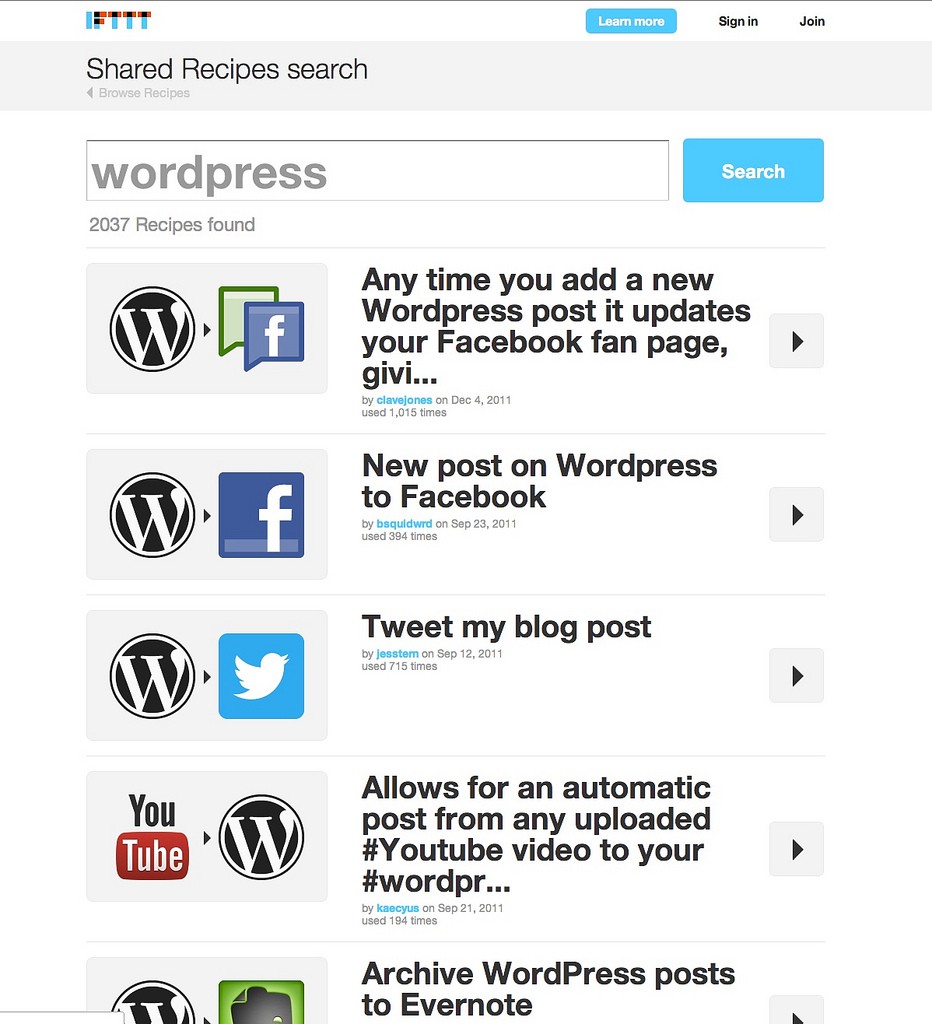 IFTTT
Learn more
Sign in
Join
Shared Recipes search
Browse Recipes
wordpress
Search
2037 Recipes found
Any time you add a new
Wordpress post it updates
your Facebook fan page,
givi...
by clavejones on Dec 4, 2011
used 1,015 times
New post on Wordpress
to Facebook
by bsquidwrd on Sep 23, 2011
used 394 times
Tweet my blog post
by jesstern on Sep 12, 2011
used 715 times
You
Tube
Allows for an automatic
post from any uploaded
#Youtube video to your
#wordpr...
by kaecyus on Sep 21, 2011
used 194 times
Archive WordPress posts
to Evernote